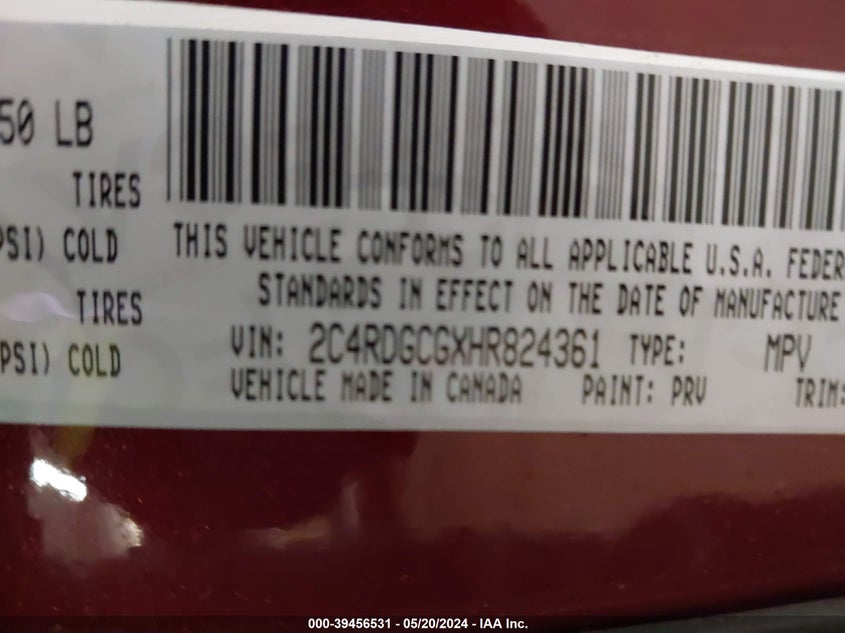 50 LB
TIRES
PSI) COLD
TIRES
PSI) COLD
THIS VEHICLE CONFORMS TO ALL APPLICABLE U.S.A. FEDER
STANDARDS IN EFFECT ON THE DATE OF MANUFACTURE
VIN: 2C4RDGCGXHR824361 TYPE: MPV
VEHICLE MADE IN CANADA PAINT: PRV TRIM:
000-39456531 - 05/20/2024 - IAA Inc.